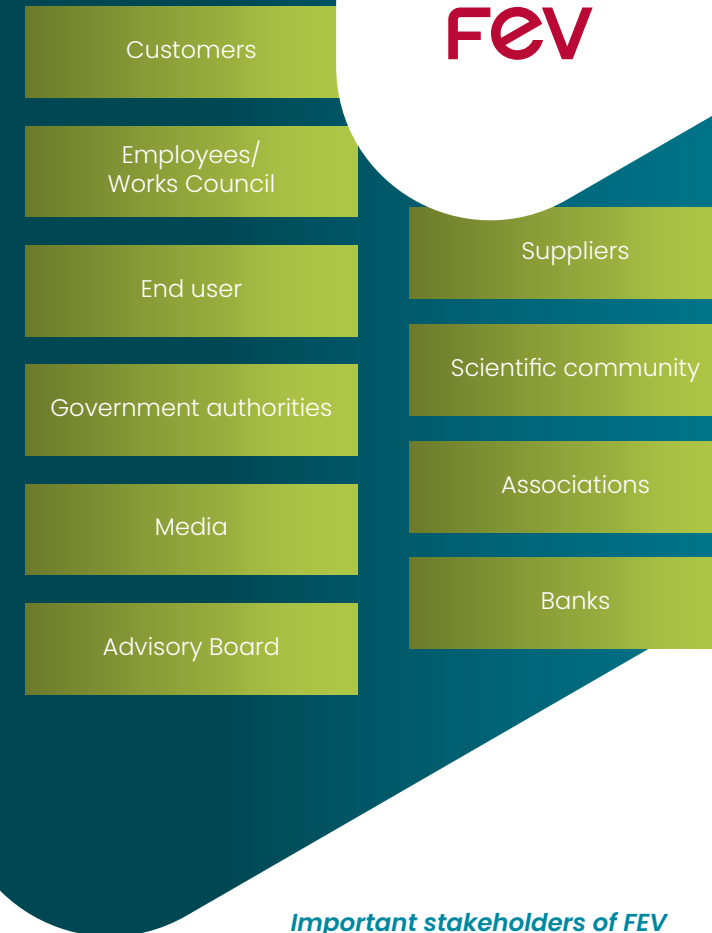 FEV
Customers
Employees/
Works Council
End user
Government authorities
Media
Advisory Board
Suppliers
Scientific community
Associations
Banks
Important stakeholders of FEV